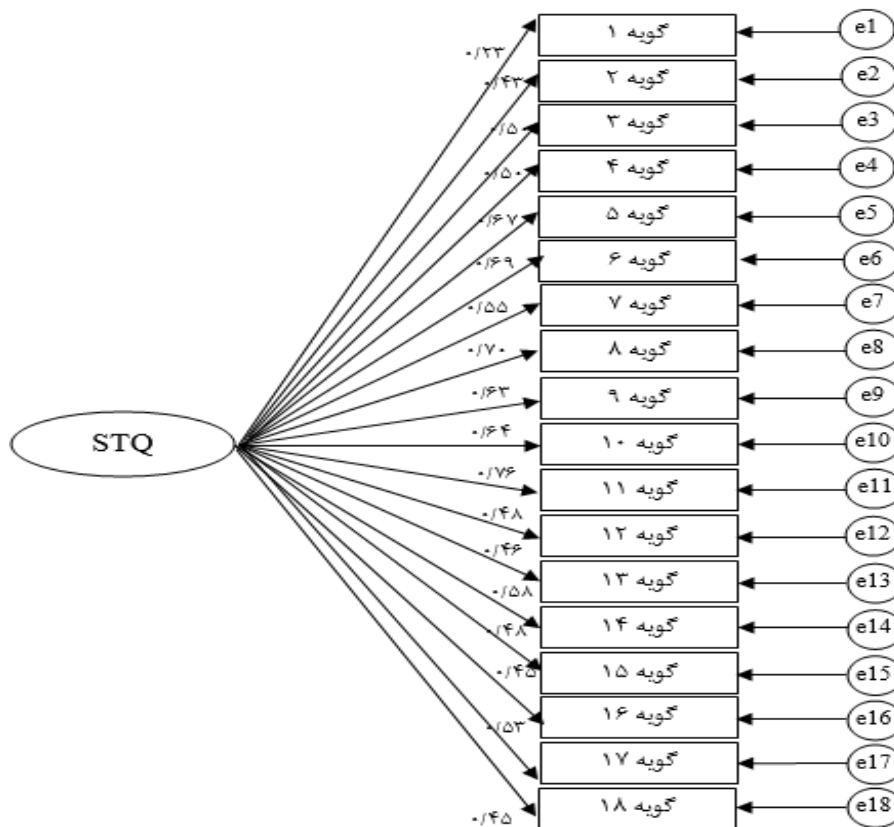 گویه ۱
e1
۰/۲۳
گویه ۲
e2
۰/۴۳
گویه ۳
e3
۰/۵
گویه ۴
e4
۰/۵۰
گویه ۵
e5
۰/۶۷
گویه ۶
e6
۰/۶۹
گویه ۷
e7
۰/۵۵
گویه ۸
e8
۰/۷۰
گویه ۹
e9
۰/۶۳
گویه ۱۰
e10
۰/۶۴
STQ
گویه ۱۱
e11
۰/۷۶
گویه ۱۲
e12
۰/۴۸
گویه ۱۳
e13
۰/۴۶
گویه ۱۴
e14
۰/۵۸
گویه ۱۵
e15
۰/۴۸
گویه ۱۶
e16
۰/۴۵
گویه ۱۷
e17
۰/۵۳
گویه ۱۸
e18
۰/۴۵